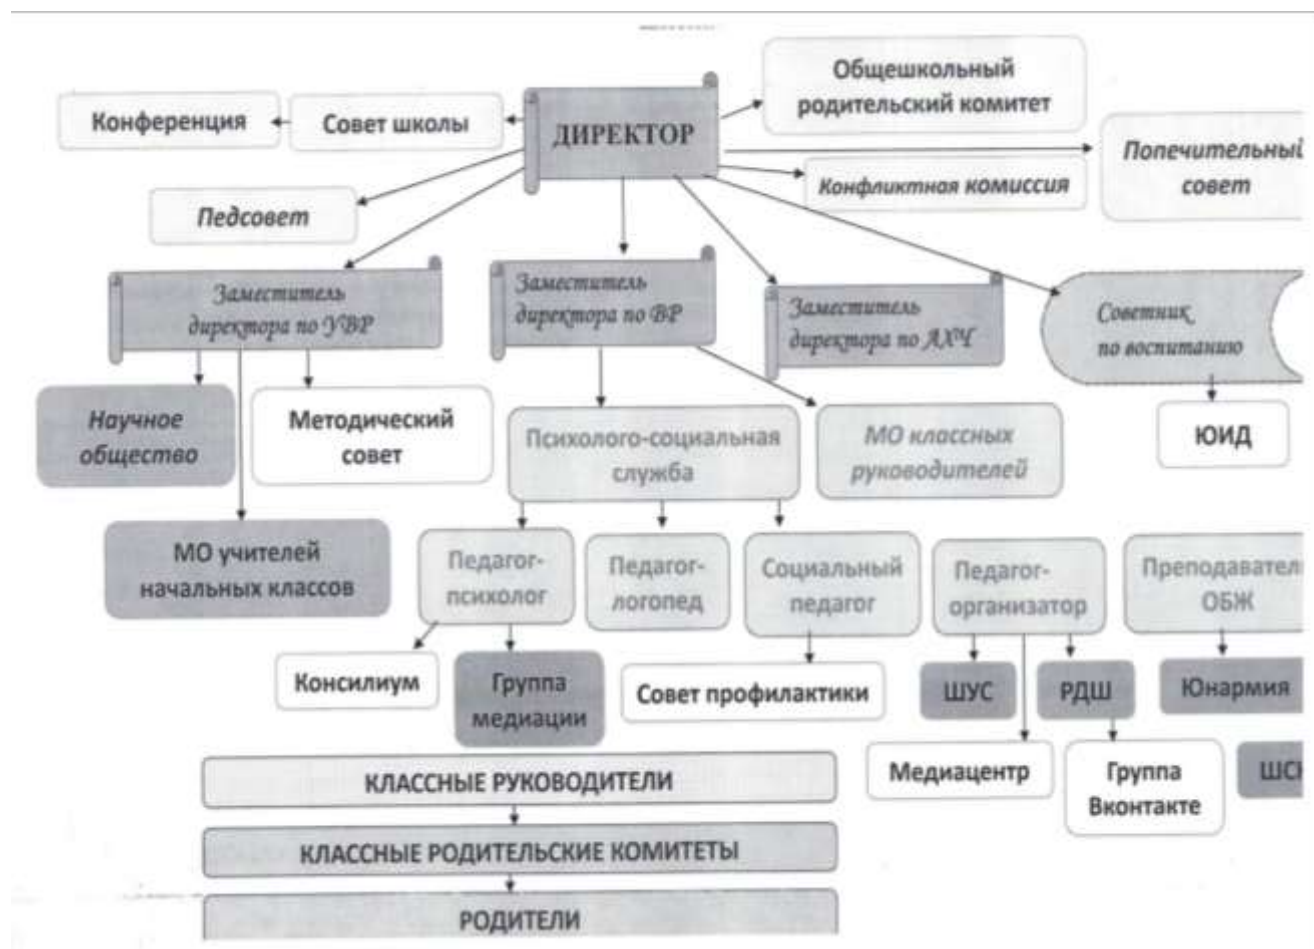 Общешкольный
родительский комитет
Конференция
Совет школы
ДИРЕКТОР
Попечительный
совет
Конфликтная комиссия
Педсовет
Заместитель
директора по УВР
Заместитель
директора по ВР
Заместитель
директора по АХЧ
Советник
по воспитанию
Научное
общество
Методический
совет
Психолого-социальная
служба
МО классных
руководителей
ЮИД
МО учителей
начальных классов
Педагог-
психолог
Педагог-
логопед
Социальный
педагог
Педагог-
организатор
Преподавател
ОБЖ
Консилиум
Группа
медиации
Совет профилактики
ШУС
РДШ
Юнармия
Медиацентр
Группа
Вконтакте
КЛАССНЫЕ РУКОВОДИТЕЛИ
КЛАССНЫЕ РОДИТЕЛЬСКИЕ КОМИТЕТЫ
РОДИТЕЛИ